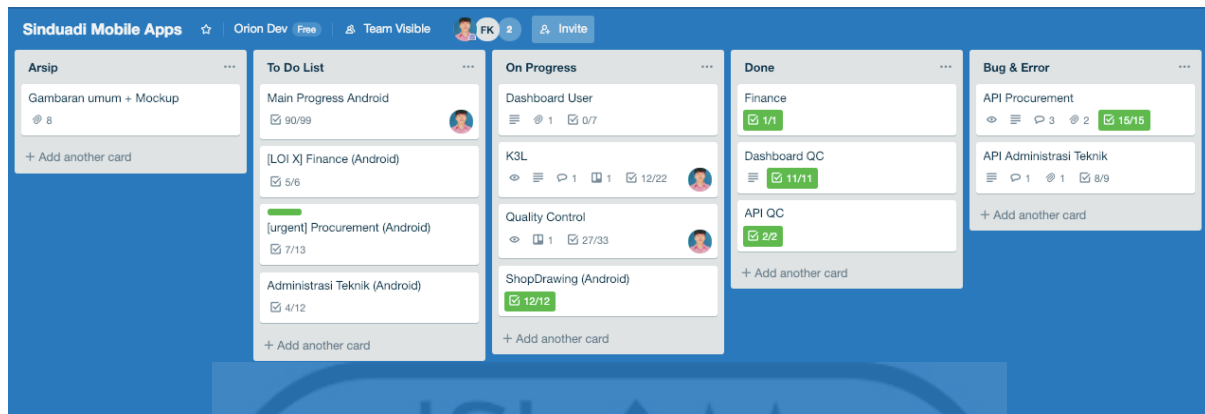 Sinduadi Mobile Apps Orion Dev Free Team Visible FK 2 Invite
Arsip
Gambaran umum + Mockup
8
+ Add another card
To Do List
Main Progress Android
90/99
[LOI X] Finance (Android)
5/6
[urgent] Procurement (Android)
7/13
Administrasi Teknik (Android)
4/12
+ Add another card
On Progress
Dashboard User
1 0/7
K3L
1 1 12/22
Quality Control
1 27/33
ShopDrawing (Android)
12/12
+ Add another card
Done
Finance
1/1
Dashboard QC
11/11
API QC
2/2
+ Add another card
Bug & Error
API Procurement
3 2 15/15
API Administrasi Teknik
1 1 8/9
+ Add another card